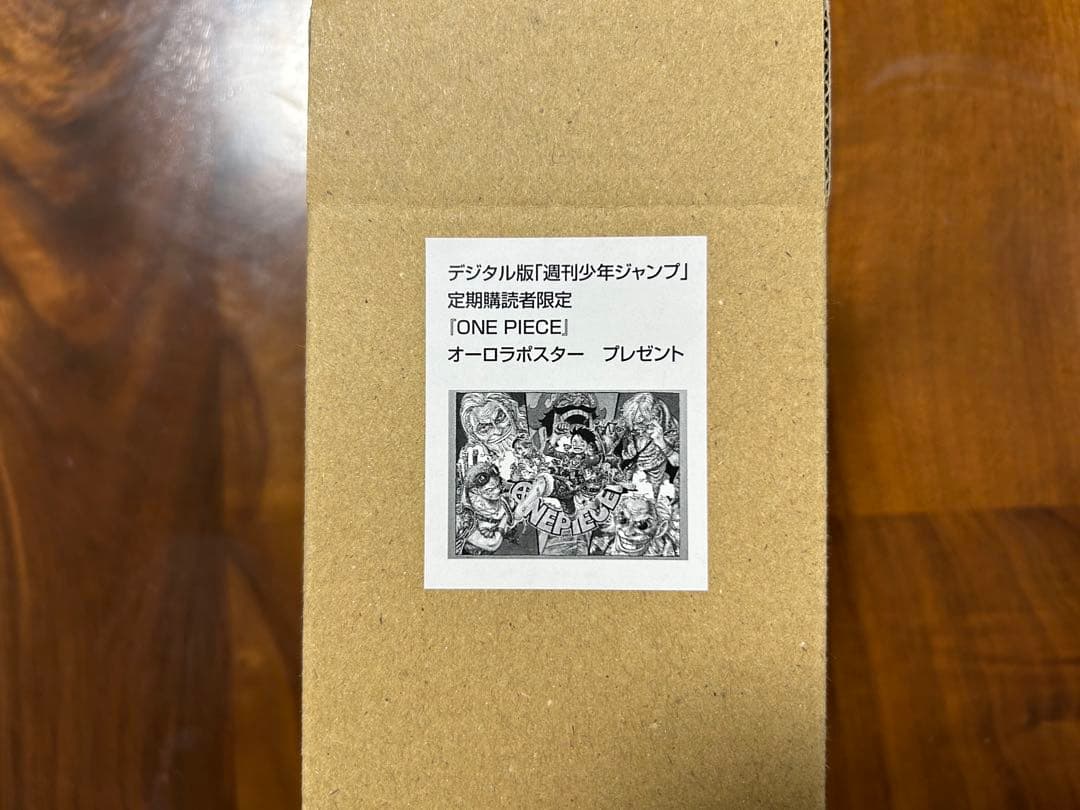 デジタル版「週刊少年ジャンプ」
定期購読者限定
『ONE PIECE』
オーロラポスター　プレゼント
ONE PIECE